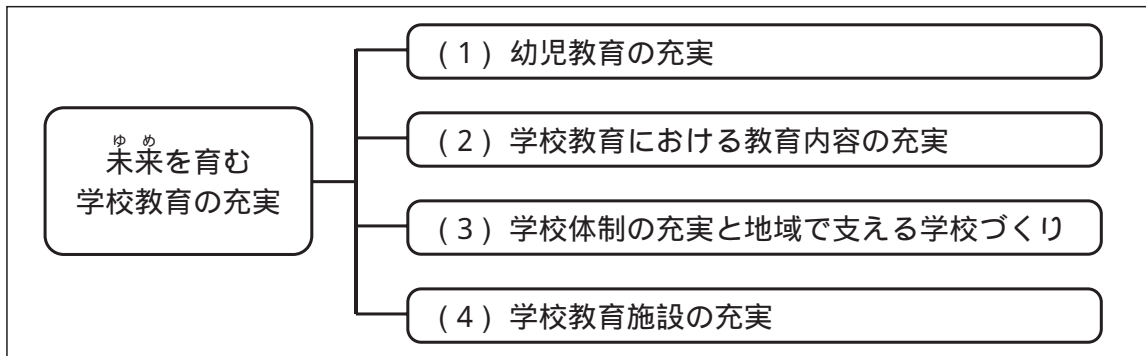 ゆめ
未来を育む
学校教育の充実
(1)幼児教育の充実
(2)学校教育における教育内容の充実
(3)学校体制の充実と地域で支える学校づくり
(4)学校教育施設の充実